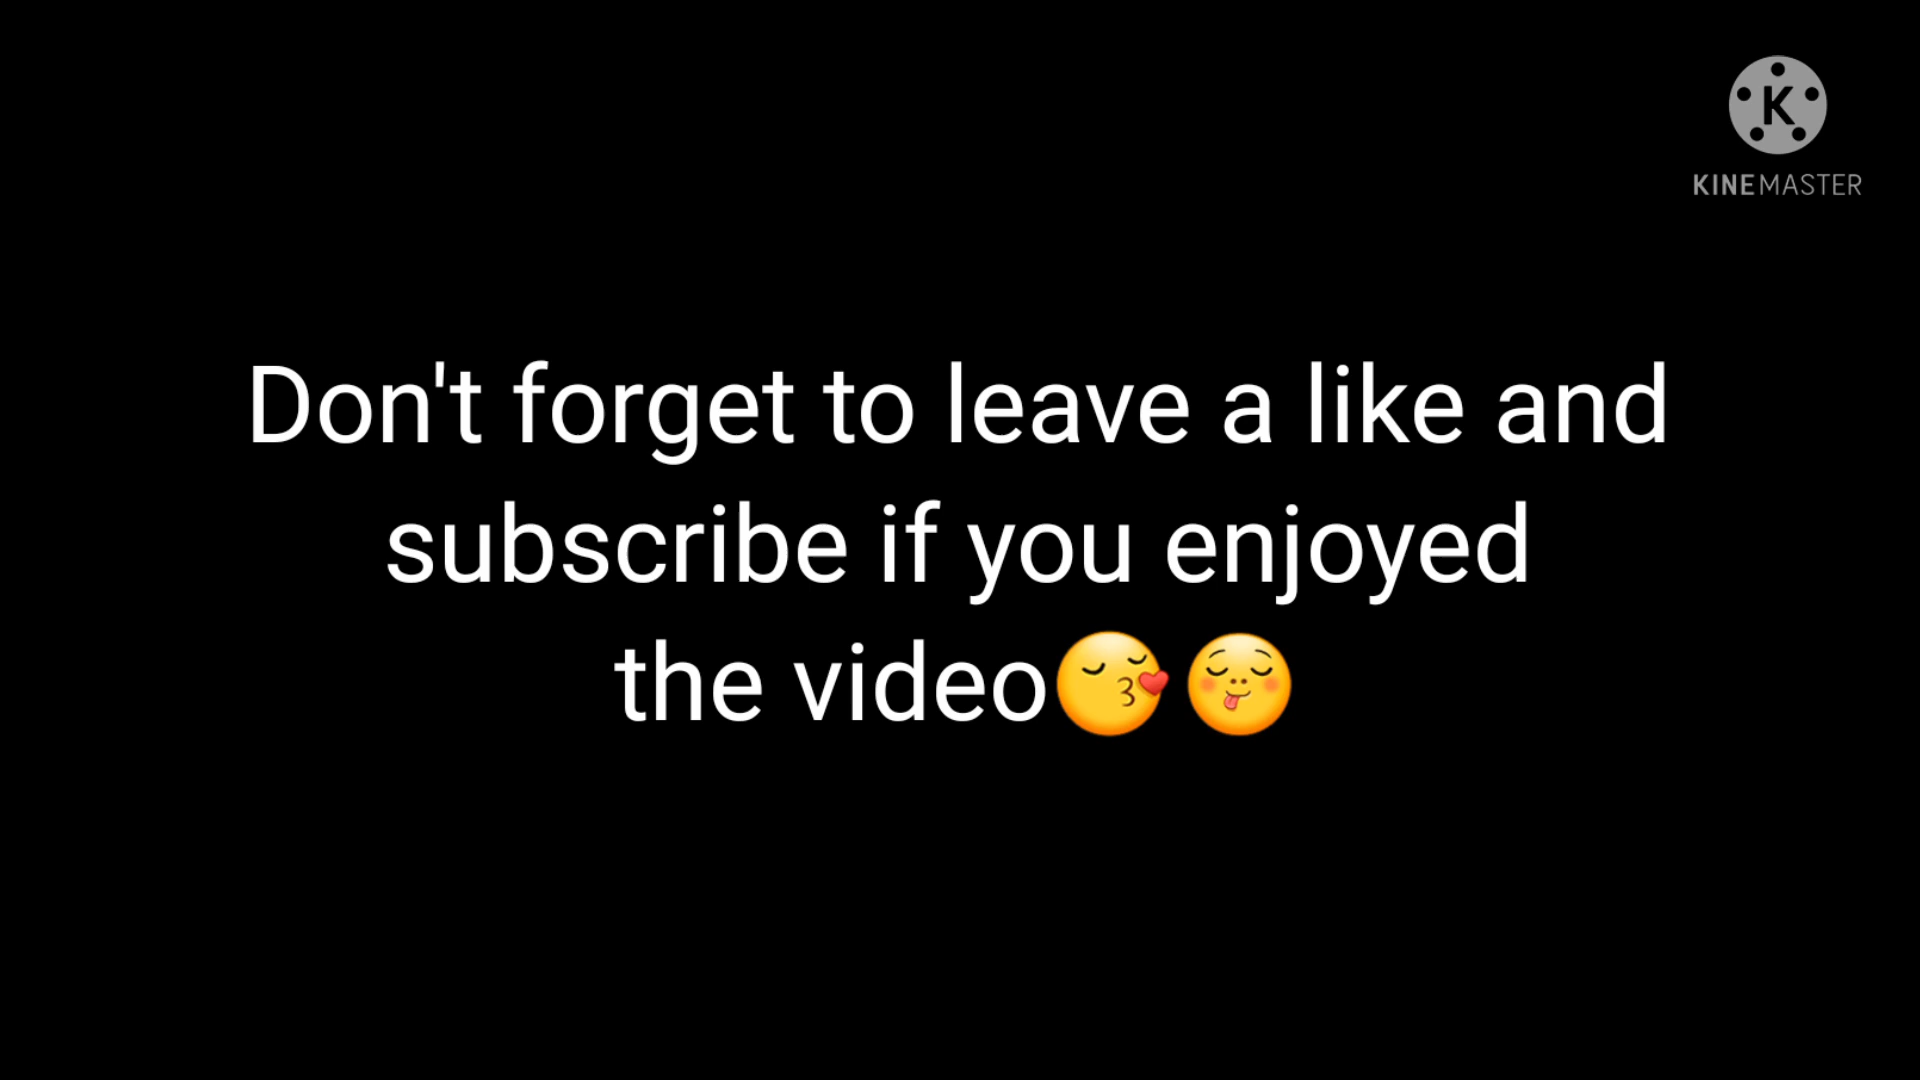 K
KINEMASTER
Don't forget to leave a like and
subscribe if you enjoyed
the video😚😋